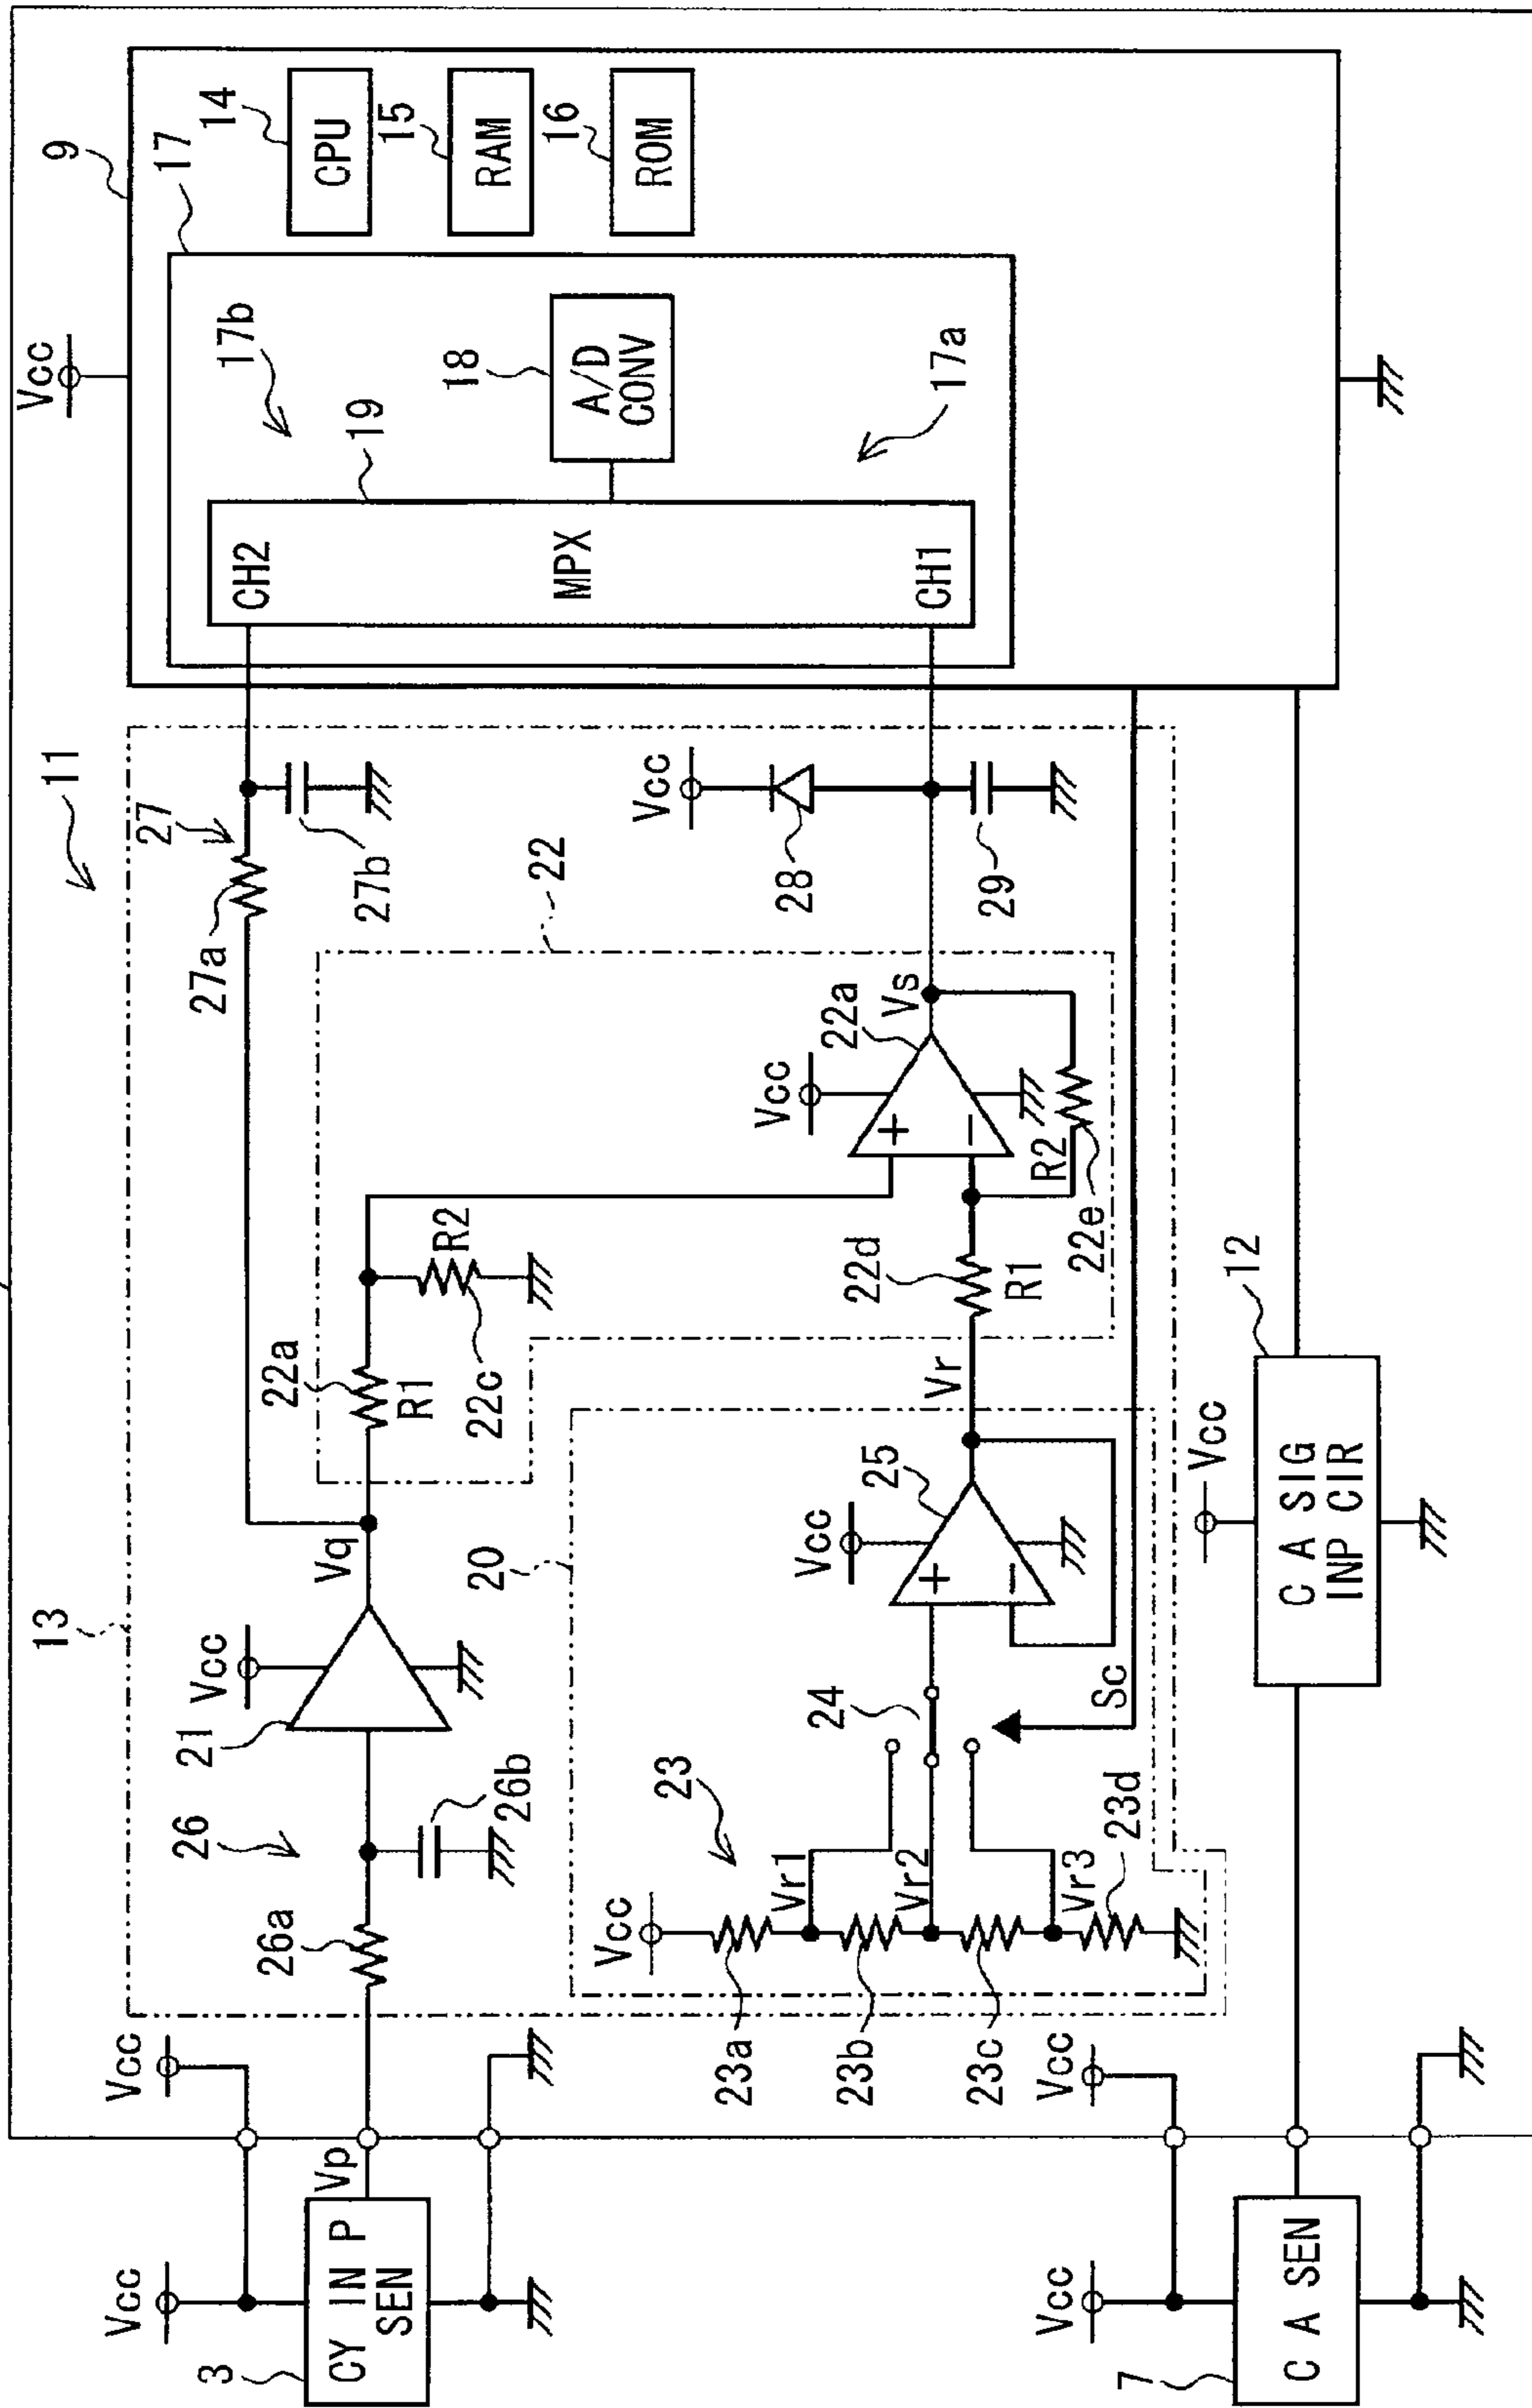 11
9
Vcc
14
CPU
15
RAM
16
ROM
17
17b
18
A/D
CONV
17a
19
CH2
MPX
CH1
13
Vcc
21
26
26a
26b
Vq
27
27a
27b
22
22a
R1
R2
22c
Vcc
22a
Vs
R2
22e
22d
R1
Vcc
28
29
20
Vcc
25
Vr
24
Sc
23
Vcc
Vr1
Vr2
Vr3
23a
23b
23c
23d
12
Vcc
C A SIG
INP CIR
Vcc
Vcc
Vp
CY IN P
SEN
3
Vcc
Vcc
C A SEN
7